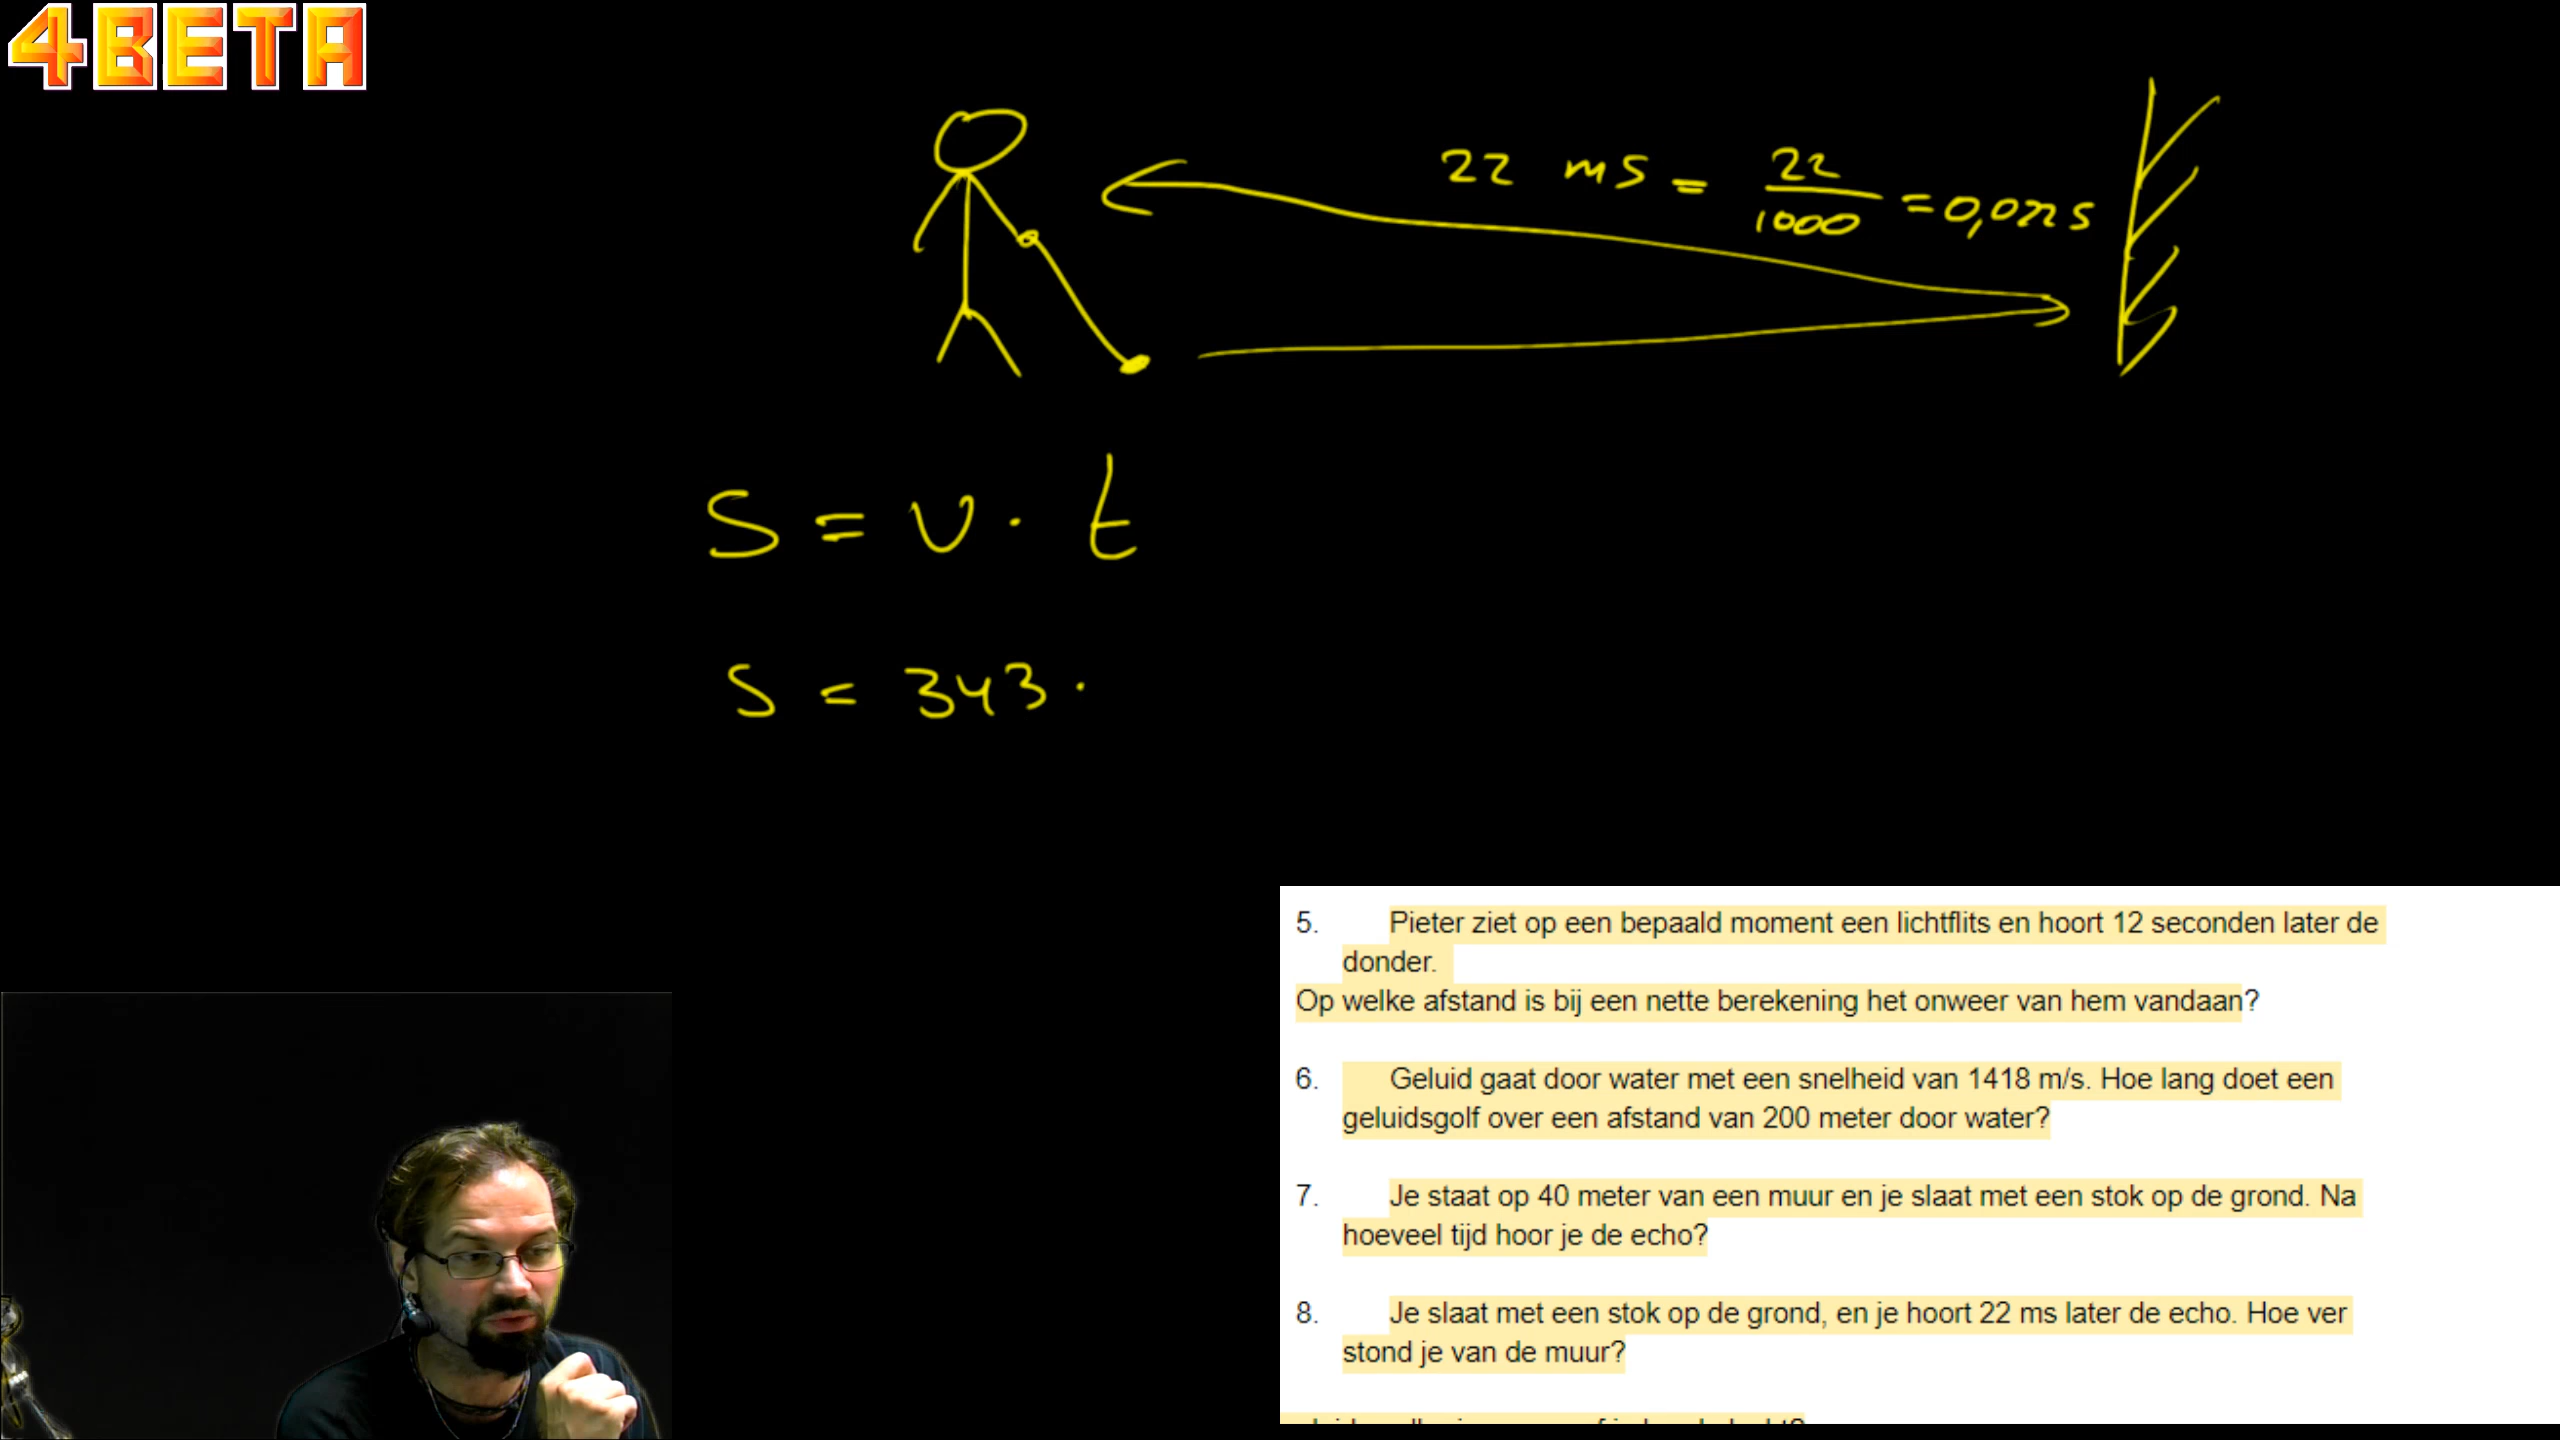 4BETA
22 ms = 22/1000 = 0,022 s
S = v · t
S = 343 ·
5. Pieter ziet op een bepaald moment een lichtflits en hoort 12 seconden later de
donder.
Op welke afstand is bij een nette berekening het onweer van hem vandaan?
6. Geluid gaat door water met een snelheid van 1418 m/s. Hoe lang doet een
geluidsgolf over een afstand van 200 meter door water?
7. Je staat op 40 meter van een muur en je slaat met een stok op de grond. Na
hoeveel tijd hoor je de echo?
8. Je slaat met een stok op de grond, en je hoort 22 ms later de echo. Hoe ver
stond je van de muur?